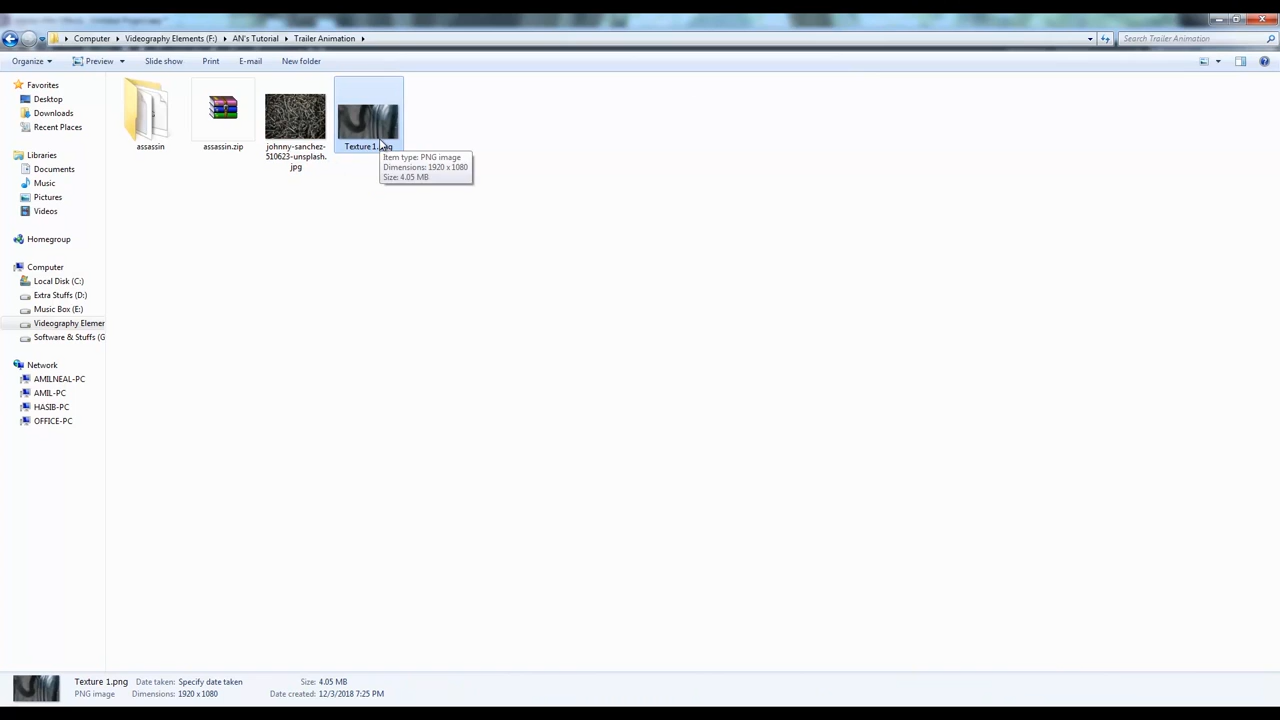 Computer
Videography Elements (F:)
AN's Tutorial
Trailer Animation
Search Trailer Animation
Organize
Preview
Slide show
Print
E-mail
New folder
Favorites
Desktop
Downloads
Recent Places
Libraries
Documents
Music
Pictures
Videos
Homegroup
Computer
Local Disk (C:)
Extra Stuffs (D:)
Music Box (E:)
Videography Elemer
Software & Stuffs (G
Network
AMILNEAL-PC
AMIL-PC
HASIB-PC
OFFICE-PC
assassin
assassin.zip
johnny-sanchez-
510623-unsplash.
jpg
Texture 1.png
Item type: PNG image
Dimensions: 1920 x 1080
Size: 4.05 MB
Texture 1.png Date taken: Specify date taken Size: 4.05 MB
PNG image Dimensions: 1920 x 1080 Date created: 12/3/2018 7:25 PM